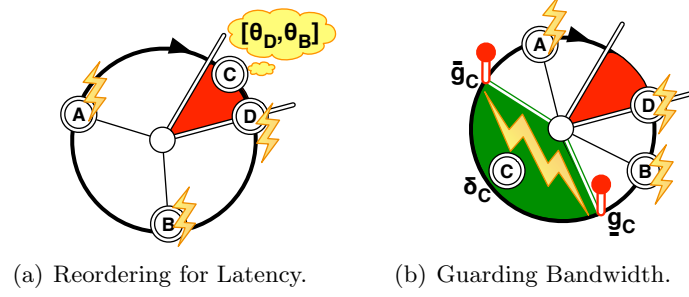 [θD,θB]
C
A
D
B
(a) Reordering for Latency.
A
ḡC
D
C
B
δC
g̱C
(b) Guarding Bandwidth.